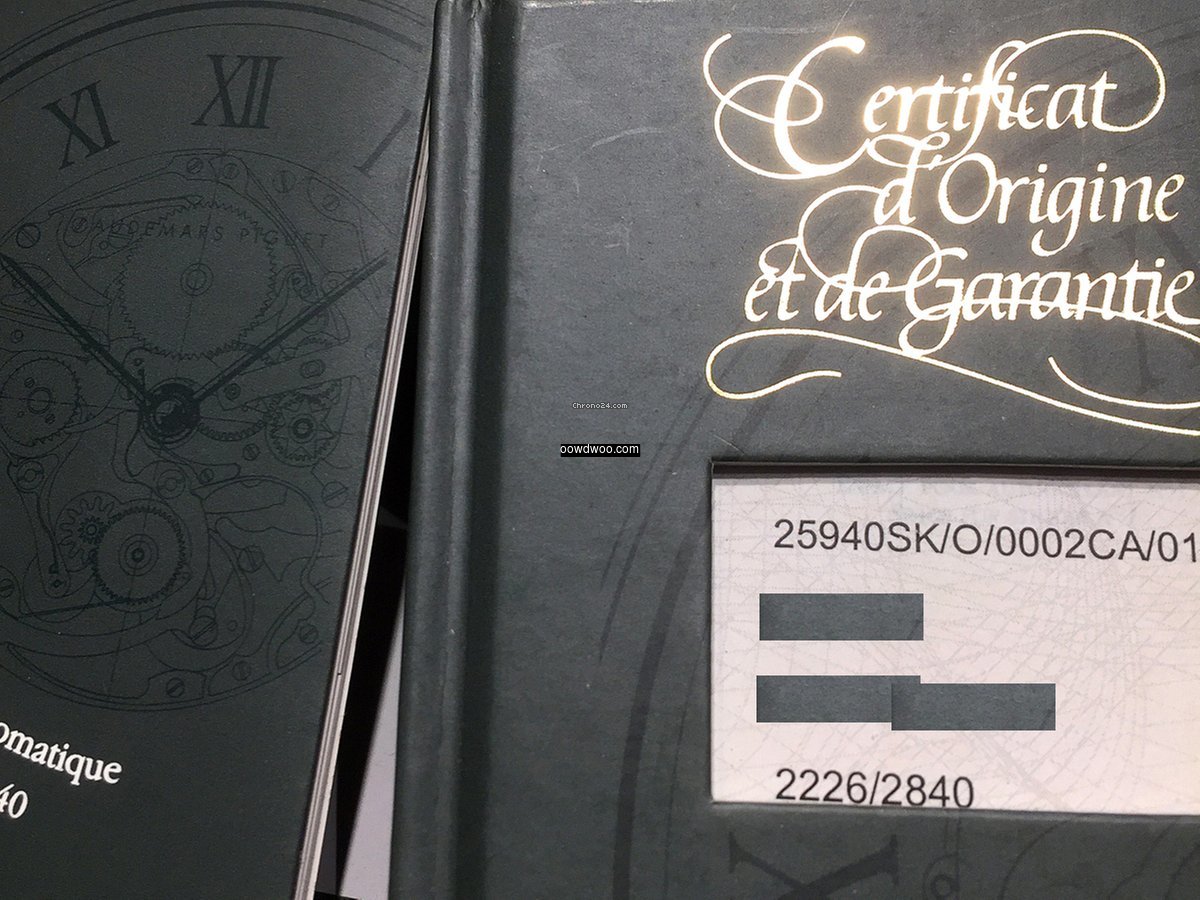 XI XII I
AUDEMARS PIGUET
omatique
40
Certificat
d'Origine
et de Garantie
Chrono24.com
oowdwoo.com
25940SK/O/0002CA/01
2226/2840